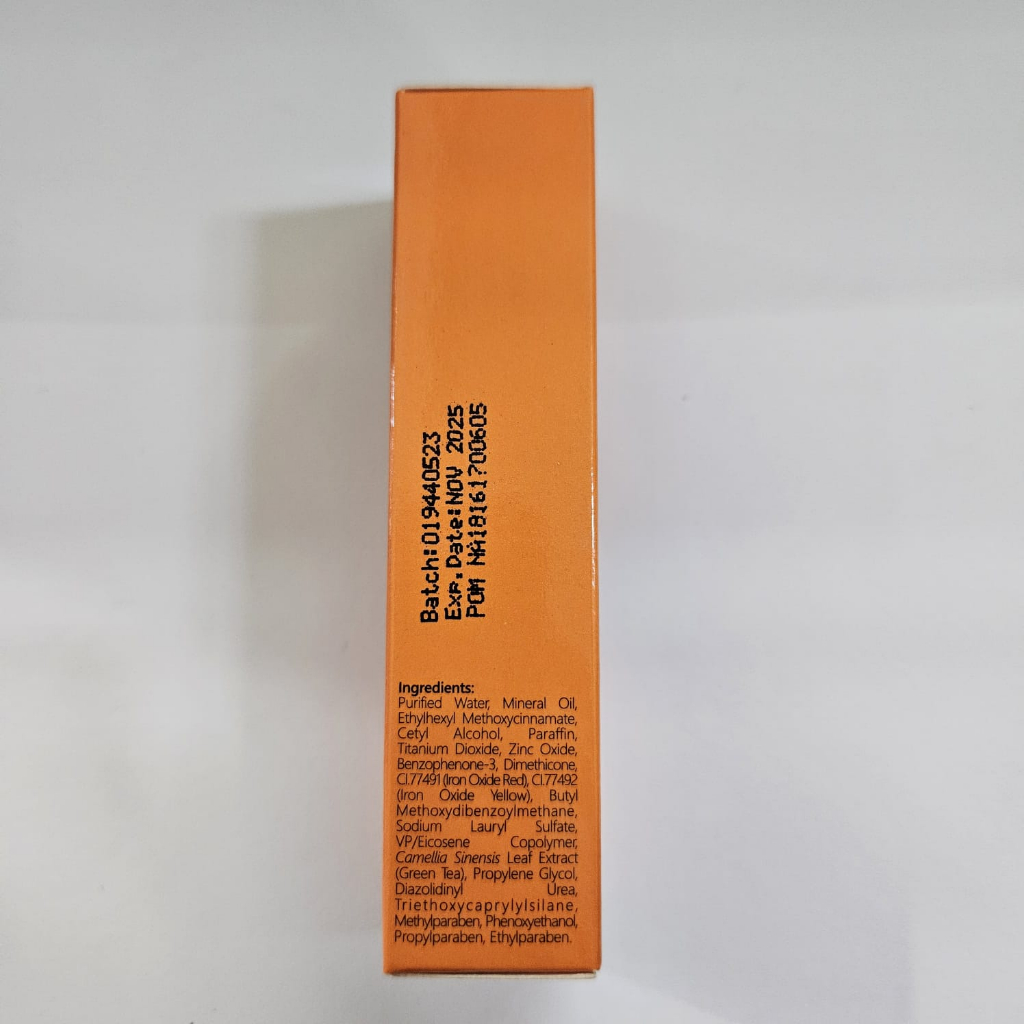 Batch:019440523
Exp.Date:NOV 2025
POM NA18161700605
Ingredients:
Purified Water, Mineral Oil,
Ethylhexyl Methoxycinnamate,
Cetyl Alcohol, Paraffin,
Titanium Dioxide, Zinc Oxide,
Benzophenone-3, Dimethicone,
CI.77491 (Iron Oxide Red), CI.77492
(Iron Oxide Yellow), Butyl
Methoxydibenzoylmethane,
Sodium Lauryl Sulfate,
VP/Eicosene Copolymer,
Camellia Sinensis Leaf Extract
(Green Tea), Propylene Glycol,
Diazolidinyl Urea,
Triethoxycaprylylsilane,
Methylparaben, Phenoxyethanol,
Propylparaben, Ethylparaben.